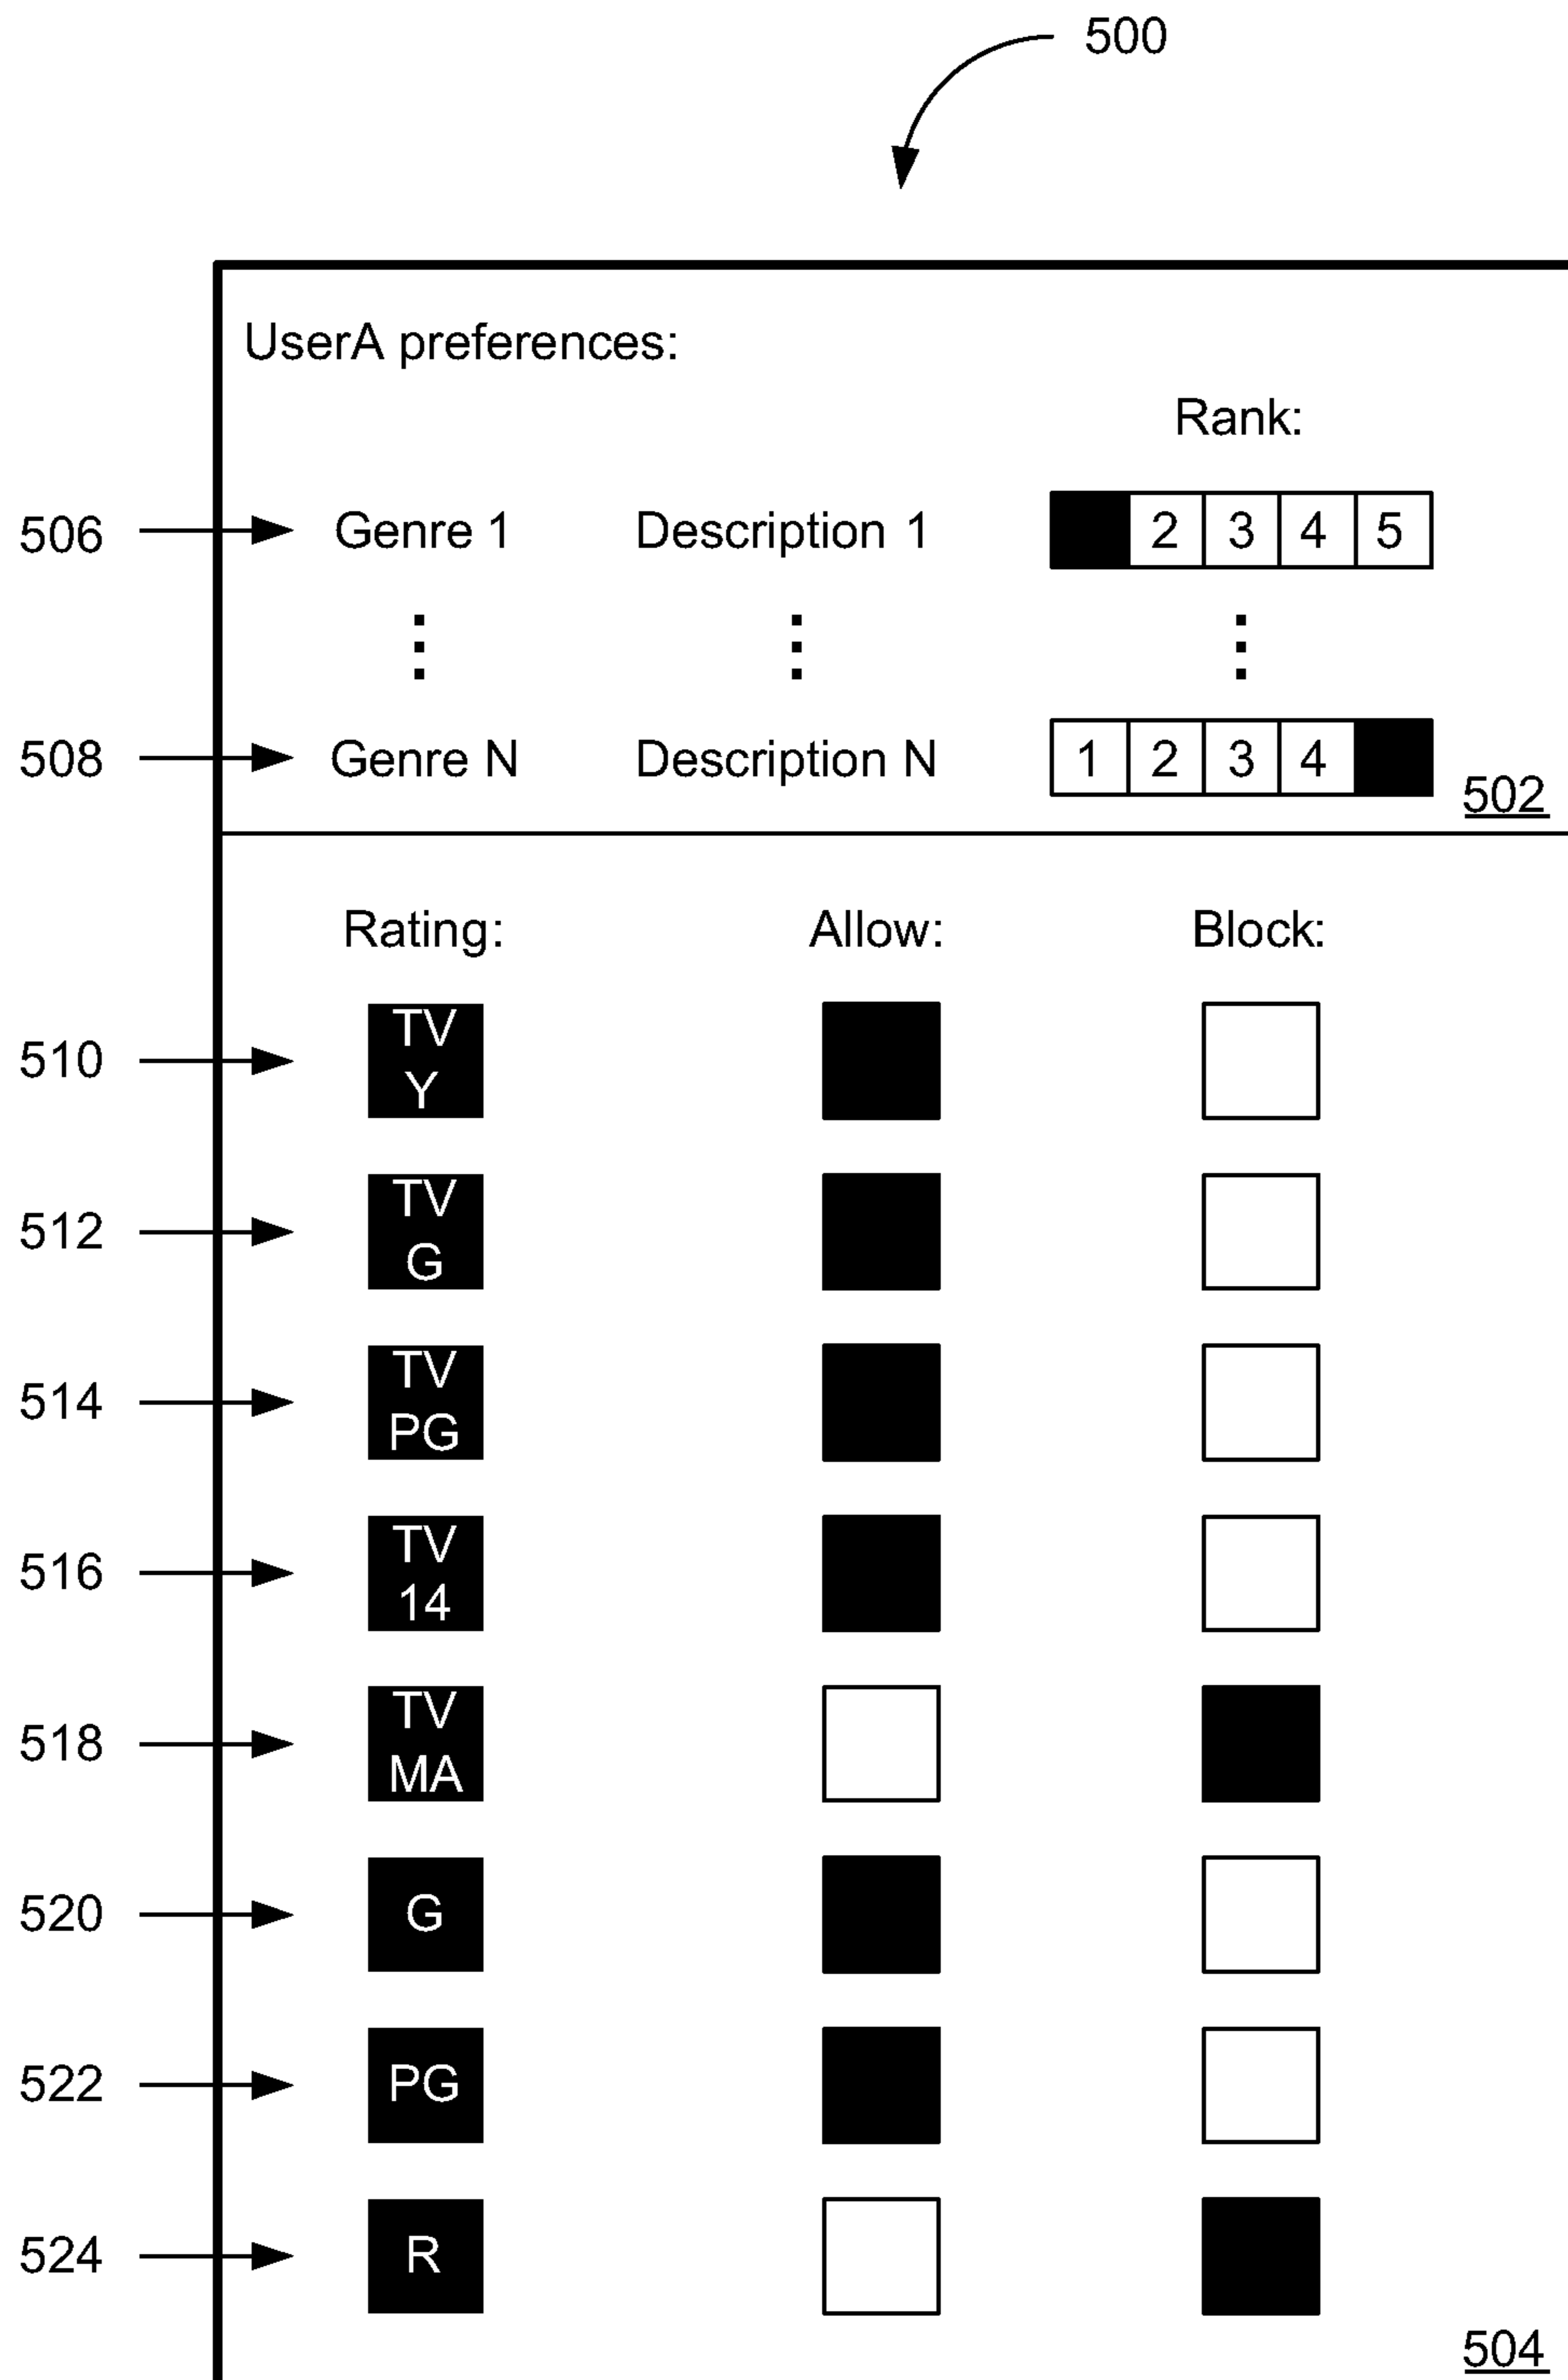 500
UserA preferences:
Rank:
506 Genre 1 Description 1 2 3 4 5
508 Genre N Description N 1 2 3 4
502
Rating: Allow: Block:
510 TV Y
512 TV G
514 TV PG
516 TV 14
518 TV MA
520 G
522 PG
524 R
504